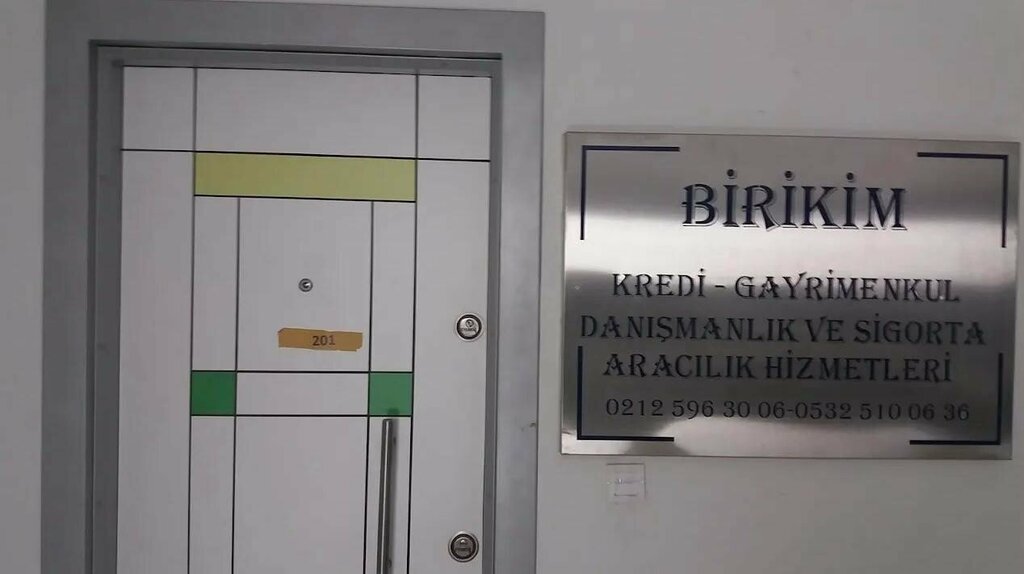 201
BİRİKİM
KREDİ - GAYRİMENKUL
DANIŞMANLIK VE SİGORTA
ARACILIK HİZMETLERİ
0212 596 30 06-0532 510 06 36